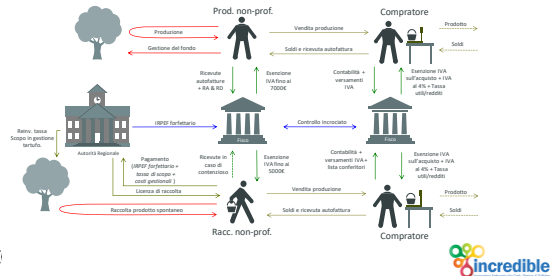 Prod. non-prof.
Compratore
Produzione
Vendita produzione
Prodotto
Gestione del fondo
Soldi e ricevuta autofattura
Soldi
Ricevute
autofatture
+ RA & RD
Esenzione
IVA fino ai
7000€
Contabilità +
versamenti
IVA
Esenzione IVA
sull'acquisto + IVA
al 4% + Tassa
utili/redditi
IRPEF forfettario
Controllo incrociato
Fisco
Fisco
Reinv. tassa
Scopo in gestione
tartufo.
Autorità Regionale
Pagamento
(IRPEF forfettario +
tassa di scopo +
costi gestionali )
Licenza di raccolta
Ricevute in
caso di
contenzioso
Esenzione
IVA fino ai
5000€
Contabilità +
versamenti IVA +
lista conferitori
Esenzione IVA
sull'acquisto + IVA
al 4% + Tassa
utili/redditi
Vendita produzione
Prodotto
Raccolta prodotto spontaneo
Soldi e ricevuta autofattura
Soldi
Racc. non-prof.
Compratore
incredible